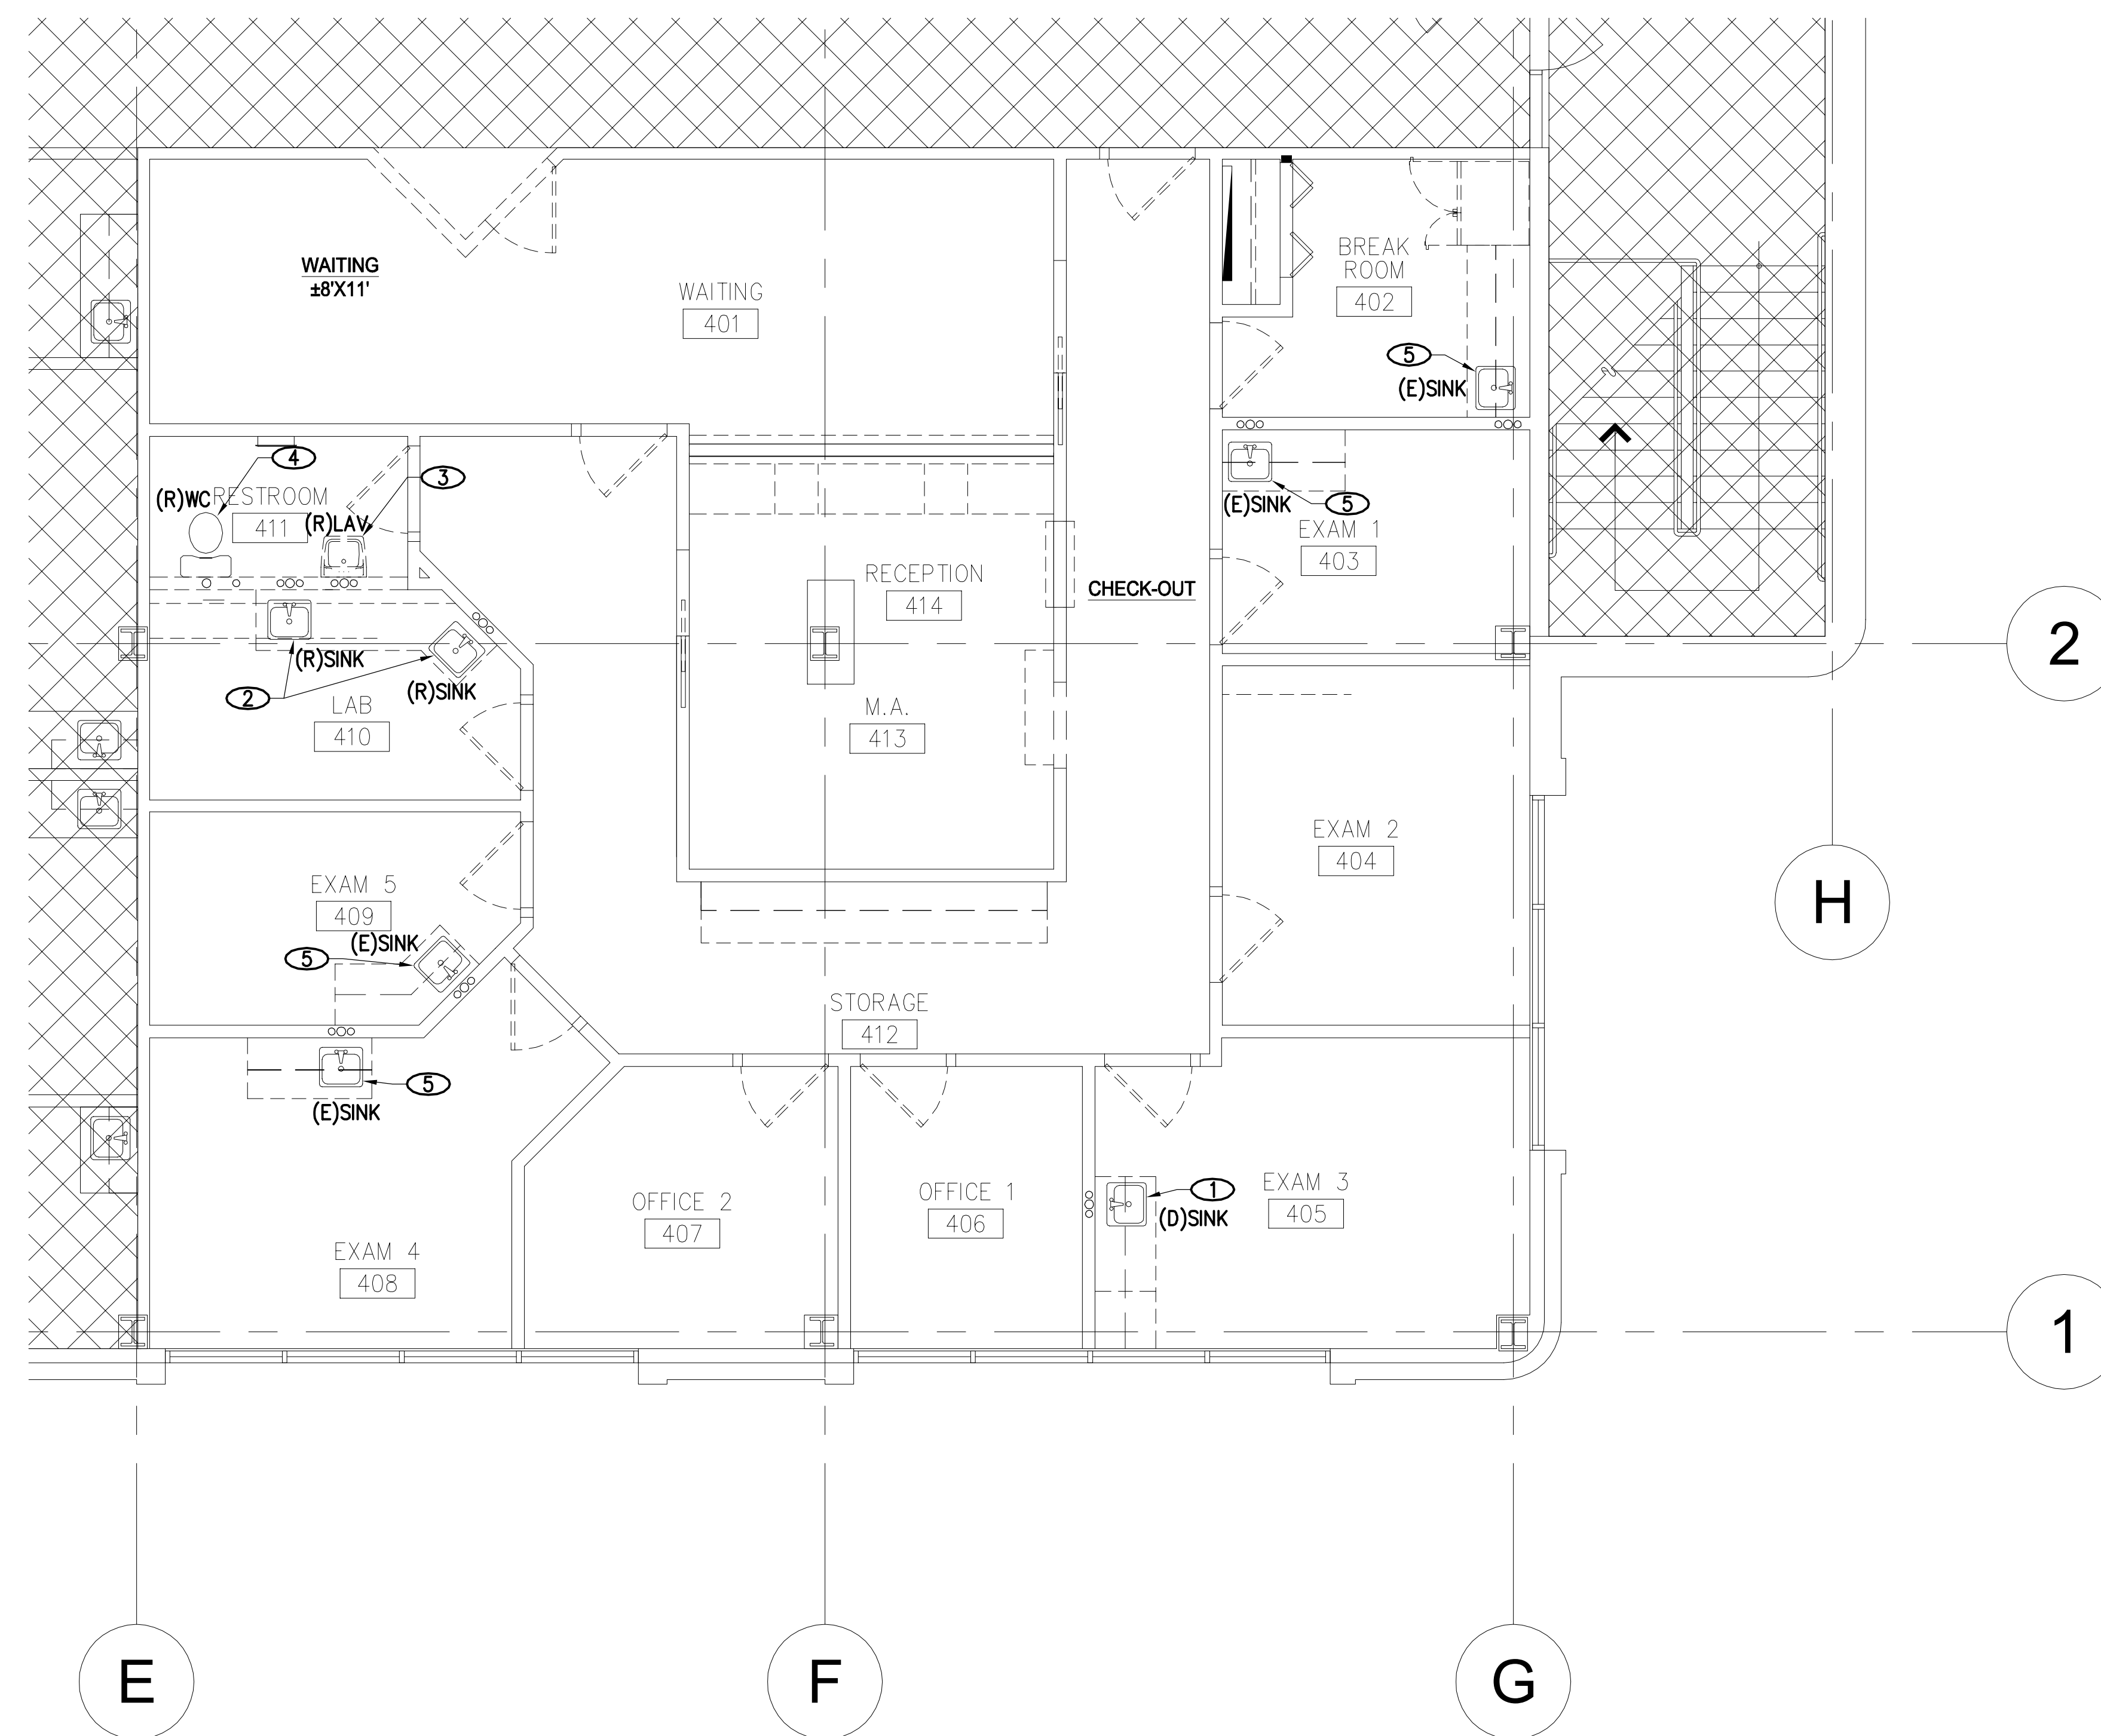 WAITING
±8'X11'
WAITING
401
BREAK
ROOM
402
5
(E)SINK
4
3
(R)WC
RESTROOM
411
(R)LAV
(E)SINK
5
EXAM 1
403
RECEPTION
414
CHECK-OUT
2
(R)SINK
(R)SINK
2
LAB
410
M.A.
413
EXAM 2
404
H
EXAM 5
409
(E)SINK
5
STORAGE
412
5
(E)SINK
OFFICE 2
407
OFFICE 1
406
1
(D)SINK
EXAM 3
405
EXAM 4
408
1
E
F
G